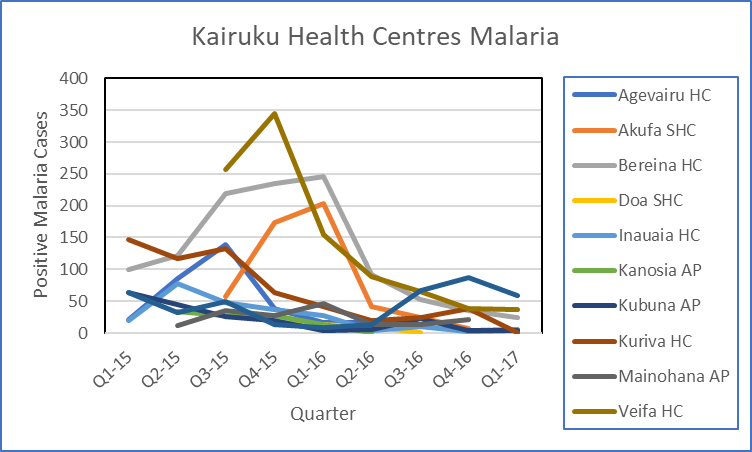 Kairuku Health Centres Malaria
Positive Malaria Cases
400
350
300
250
200
150
100
50
0
Q1-15
Q2-15
Q3-15
Q4-15
Q1-16
Q2-16
Q3-16
Q4-16
Q1-17
Quarter
Agevairu HC
Akufa SHC
Bereina HC
Doa SHC
Inauaia HC
Kanosia AP
Kubuna AP
Kuriva HC
Mainohana AP
Veifa HC